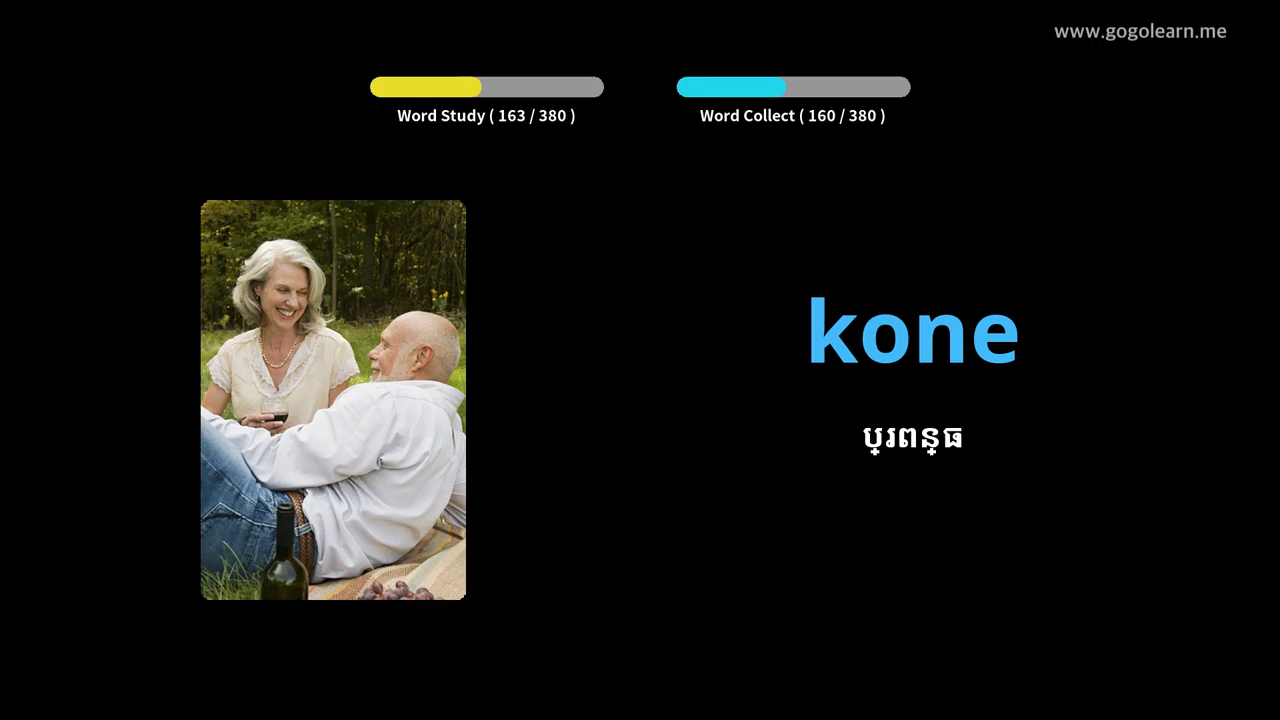 www.gogolearn.me
Word Study ( 163 / 380 )
Word Collect ( 160 / 380 )
kone
ប្រពន្ធ